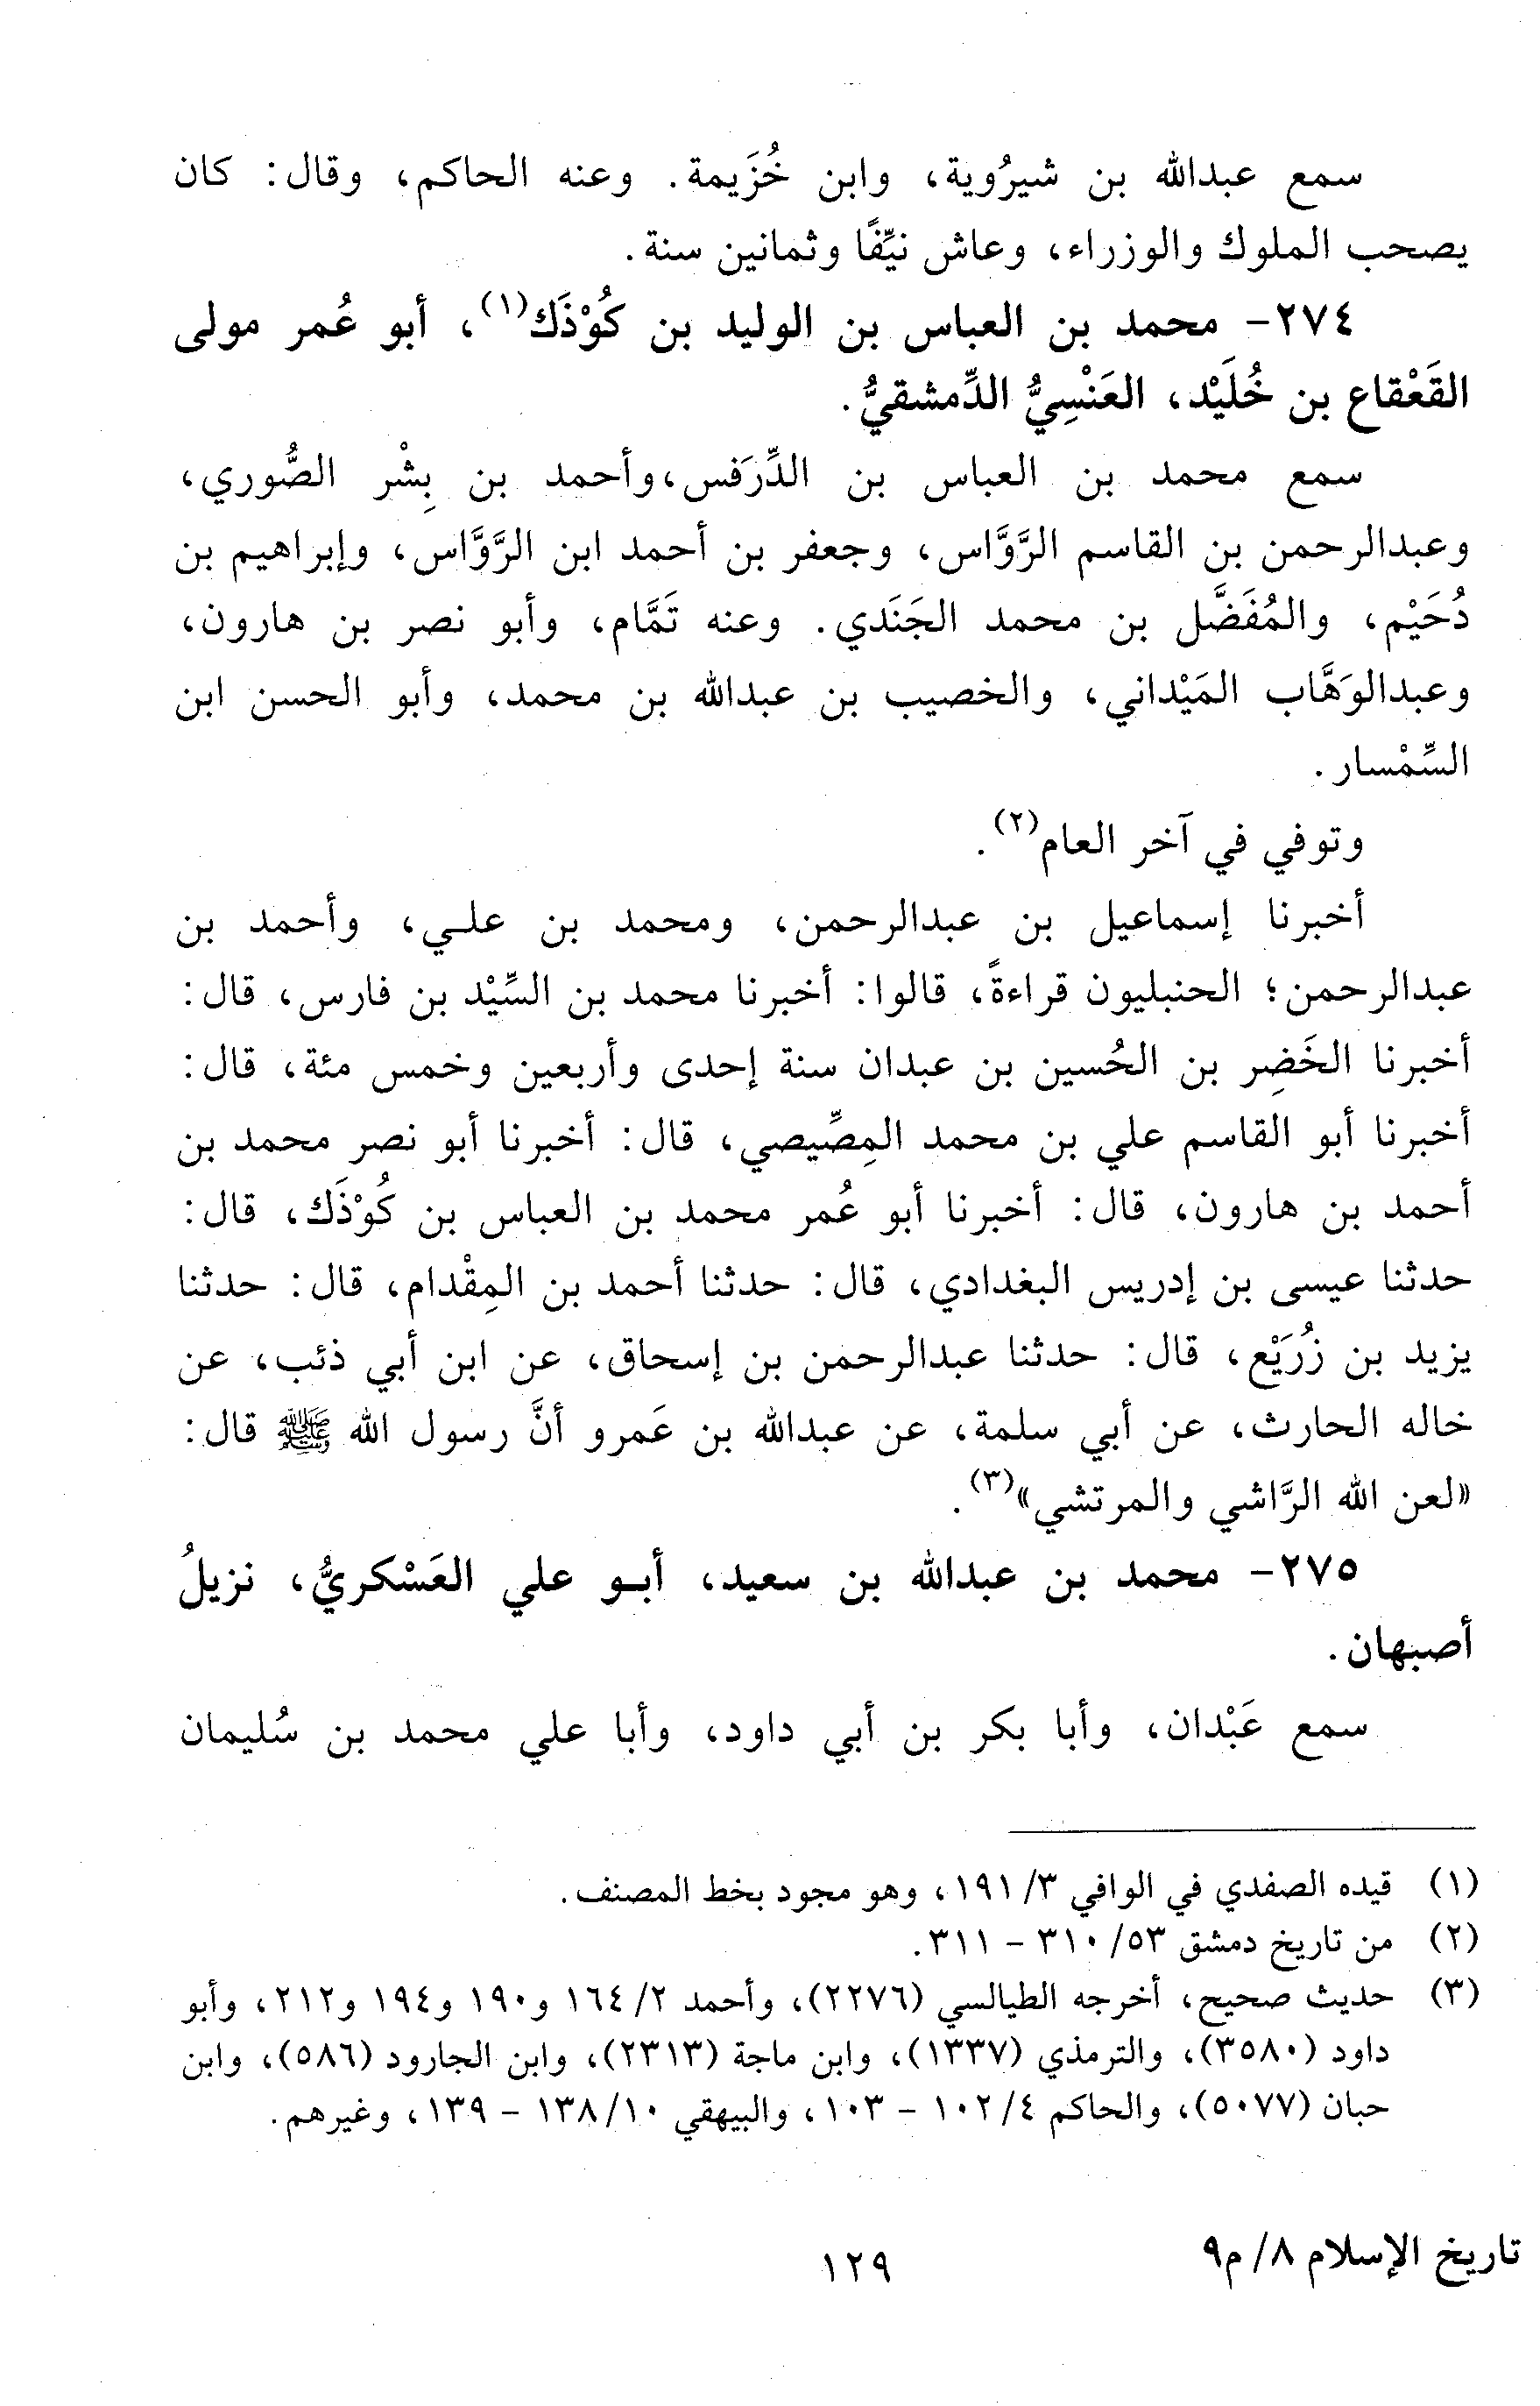 سمع عبدالله بن شيرُوية، وابن خُزَيمة. وعنه الحاكم، وقال: كان
يصحب الملوك والوزراء، وعاش نيِّفًا وثمانين سنة.
٢٧٤- محمد بن العباس بن الوليد بن كُوْذَك(١)، أبو عُمر مولى
القَعْقاع بن خُلَيْد، العَنْسِيُّ الدِّمشقيُّ.
سمع محمد بن العباس بن الدِّرَفس، وأحمد بن بِشْر الصُّوري،
وعبدالرحمن بن القاسم الرَّوَّاس، وجعفر بن أحمد ابن الرَّوَّاس، وإبراهيم بن
دُحَيْم، والمُفَضَّل بن محمد الجَنَدي. وعنه تَمَّام، وأبو نصر بن هارون،
وعبدالوَهَّاب المَيْداني، والخصيب بن عبدالله بن محمد، وأبو الحسن ابن
السِّمْسار.
وتوفي في آخر العام(٢).
أخبرنا إسماعيل بن عبدالرحمن، ومحمد بن علي، وأحمد بن
عبدالرحمن؛ الحنبليون قراءةً، قالوا: أخبرنا محمد بن السِّيْد بن فارس، قال:
أخبرنا الخَضِر بن الحُسين بن عبدان سنة إحدى وأربعين وخمس مئة، قال:
أخبرنا أبو القاسم علي بن محمد المِصِّيصي، قال: أخبرنا أبو نصر محمد بن
أحمد بن هارون، قال: أخبرنا أبو عُمر محمد بن العباس بن كُوْذَك، قال:
حدثنا عيسى بن إدريس البغدادي، قال: حدثنا أحمد بن المِقْدام، قال: حدثنا
يزيد بن زُرَيْع، قال: حدثنا عبدالرحمن بن إسحاق، عن ابن أبي ذئب، عن
خاله الحارث، عن أبي سلمة، عن عبدالله بن عَمرو أنَّ رسول الله ﷺ قال:
«لعن الله الرَّاشي والمرتشي»(٣).
٢٧٥- محمد بن عبدالله بن سعيد، أبو علي العَسْكريُّ، نزيلُ
أصبهان.
سمع عَبْدان، وأبا بكر بن أبي داود، وأبا علي محمد بن سُليمان
(١) قيده الصفدي في الوافي ٣/ ١٩١، وهو مجود بخط المصنف.
(٢) من تاريخ دمشق ٥٣/ ٣١٠ - ٣١١.
(٣) حديث صحيح، أخرجه الطيالسي (٢٢٧٦)، وأحمد ٢/ ١٦٤ و١٩٠ و١٩٤ و٢١٢، وأبو
داود (٣٥٨٠)، والترمذي (١٣٣٧)، وابن ماجة (٢٣١٣)، وابن الجارود (٥٨٦)، وابن
حبان (٥٠٧٧)، والحاكم ٤/ ١٠٢ - ١٠٣، والبيهقي ١٠/ ١٣٨ - ١٣٩، وغيرهم.
تاريخ الإسلام ٨/ م٩
١٢٩